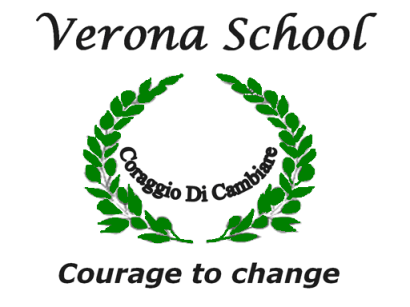 Verona School
Coraggio Di Cambiare
Courage to change